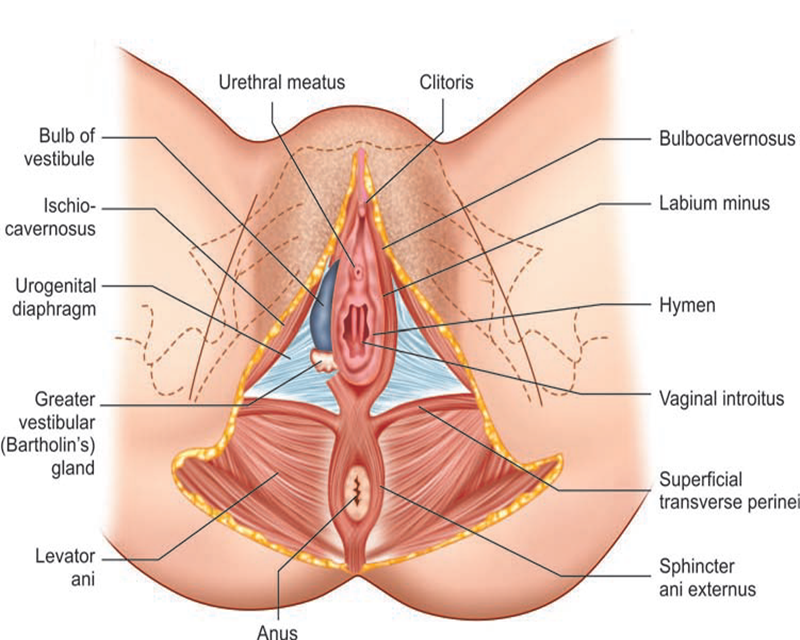 Urethral meatus
Clitoris
Bulb of
vestibule
Ischio-
cavernosus
Urogenital
diaphragm
Greater
vestibular
(Bartholin's)
gland
Levator
ani
Anus
Bulbocavernosus
Labium minus
Hymen
Vaginal introitus
Superficial
transverse perinei
Sphincter
ani externus